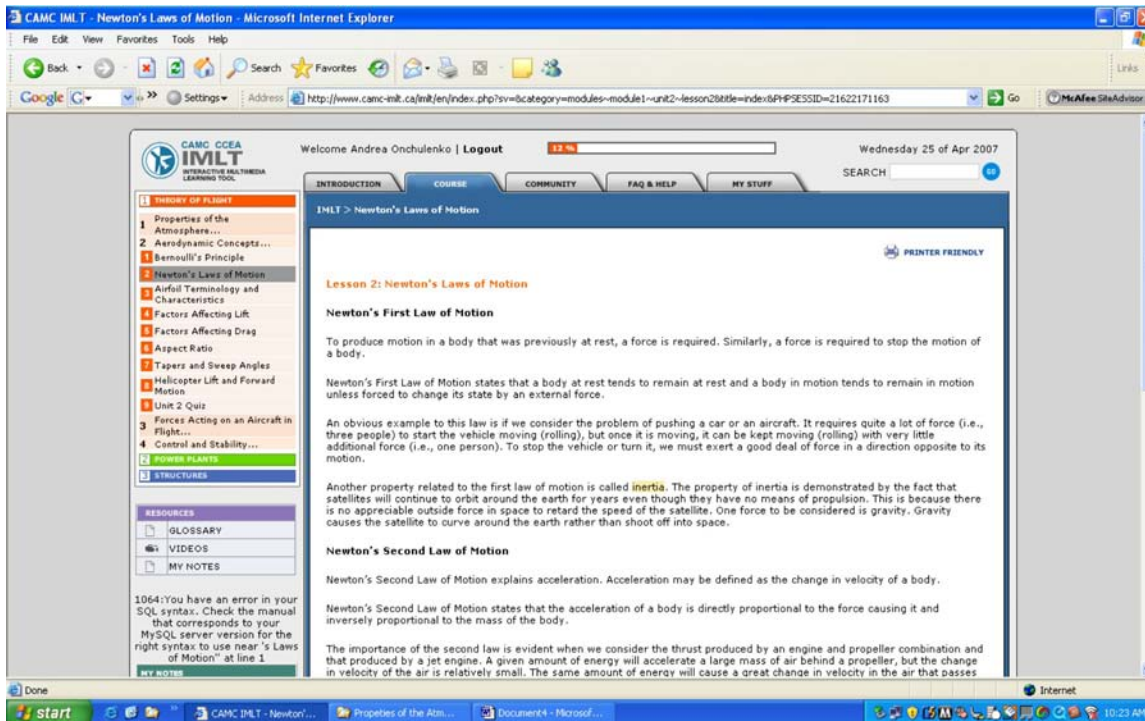 CAMC IMLT - Newton's Laws of Motion - Microsoft Internet Explorer
File Edit View Favorites Tools Help
Back Search Favorites Links
Google G Settings Address http://www.camc-imlt.ca/imlt/en/index.php?sv=&category=modules~module1~unit2~lesson2&title=index&PHPSESSID=21622171163 Go McAfee SiteAdvisor
CAMC CCEA
IMLT
INTERACTIVE MULTIMEDIA
LEARNING TOOL
Welcome Andrea Onchulenko | Logout
12 %
Wednesday 25 of Apr 2007
SEARCH GO
INTRODUCTION COURSE COMMUNITY FAQ & HELP MY STUFF
IMLT > Newton's Laws of Motion
1 THEORY OF FLIGHT
1 Properties of the
Atmosphere...
2 Aerodynamic Concepts...
1 Bernoulli's Principle
2 Newton's Laws of Motion
3 Airfoil Terminology and
Characteristics
4 Factors Affecting Lift
5 Factors Affecting Drag
6 Aspect Ratio
7 Tapers and Sweep Angles
8 Helicopter Lift and Forward
Motion
9 Unit 2 Quiz
3 Forces Acting on an Aircraft in
Flight...
4 Control and Stability...
2 POWER PLANTS
3 STRUCTURES
RESOURCES
GLOSSARY
VIDEOS
MY NOTES
1064:You have an error in your
SQL syntax. Check the manual
that corresponds to your
MySQL server version for the
right syntax to use near 's Laws
of Motion'' at line 1
MY NOTES
PRINTER FRIENDLY
Lesson 2: Newton's Laws of Motion
Newton's First Law of Motion
To produce motion in a body that was previously at rest, a force is required. Similarly, a force is required to stop the motion of
a body.
Newton's First Law of Motion states that a body at rest tends to remain at rest and a body in motion tends to remain in motion
unless forced to change its state by an external force.
An obvious example to this law is if we consider the problem of pushing a car or an aircraft. It requires quite a lot of force (i.e.,
three people) to start the vehicle moving (rolling), but once it is moving, it can be kept moving (rolling) with very little
additional force (i.e., one person). To stop the vehicle or turn it, we must exert a good deal of force in a direction opposite to its
motion.
Another property related to the first law of motion is called inertia. The property of inertia is demonstrated by the fact that
satellites will continue to orbit around the earth for years even though they have no means of propulsion. This is because there
is no appreciable outside force in space to retard the speed of the satellite. One force to be considered is gravity. Gravity
causes the satellite to curve around the earth rather than shoot off into space.
Newton's Second Law of Motion
Newton's Second Law of Motion explains acceleration. Acceleration may be defined as the change in velocity of a body.
Newton's Second Law of Motion states that the acceleration of a body is directly proportional to the force causing it and
inversely proportional to the mass of the body.
The importance of the second law is evident when we consider the thrust produced by an engine and propeller combination and
that produced by a jet engine. A given amount of energy will accelerate a large mass of air behind a propeller, but the change
in velocity of the air is relatively small. The same amount of energy will cause a great change in velocity in the air that passes
Done Internet
start CAMC IMLT - Newton'... Propeties of the Atm... Document4 - Microsof... 10:23 AM